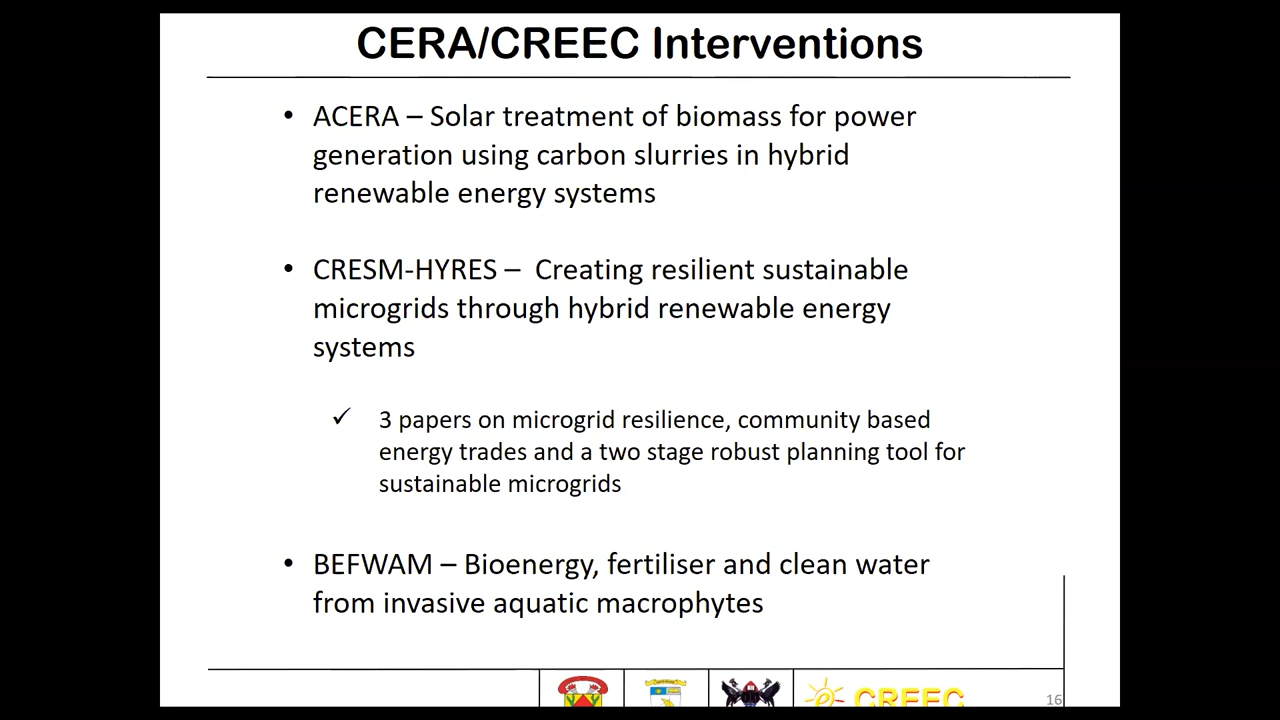 CERA/CREEC Interventions
• ACERA – Solar treatment of biomass for power
generation using carbon slurries in hybrid
renewable energy systems
• CRESM-HYRES – Creating resilient sustainable
microgrids through hybrid renewable energy
systems
✓ 3 papers on microgrid resilience, community based
energy trades and a two stage robust planning tool for
sustainable microgrids
• BEFWAM – Bioenergy, fertiliser and clean water
from invasive aquatic macrophytes
CREEC
16